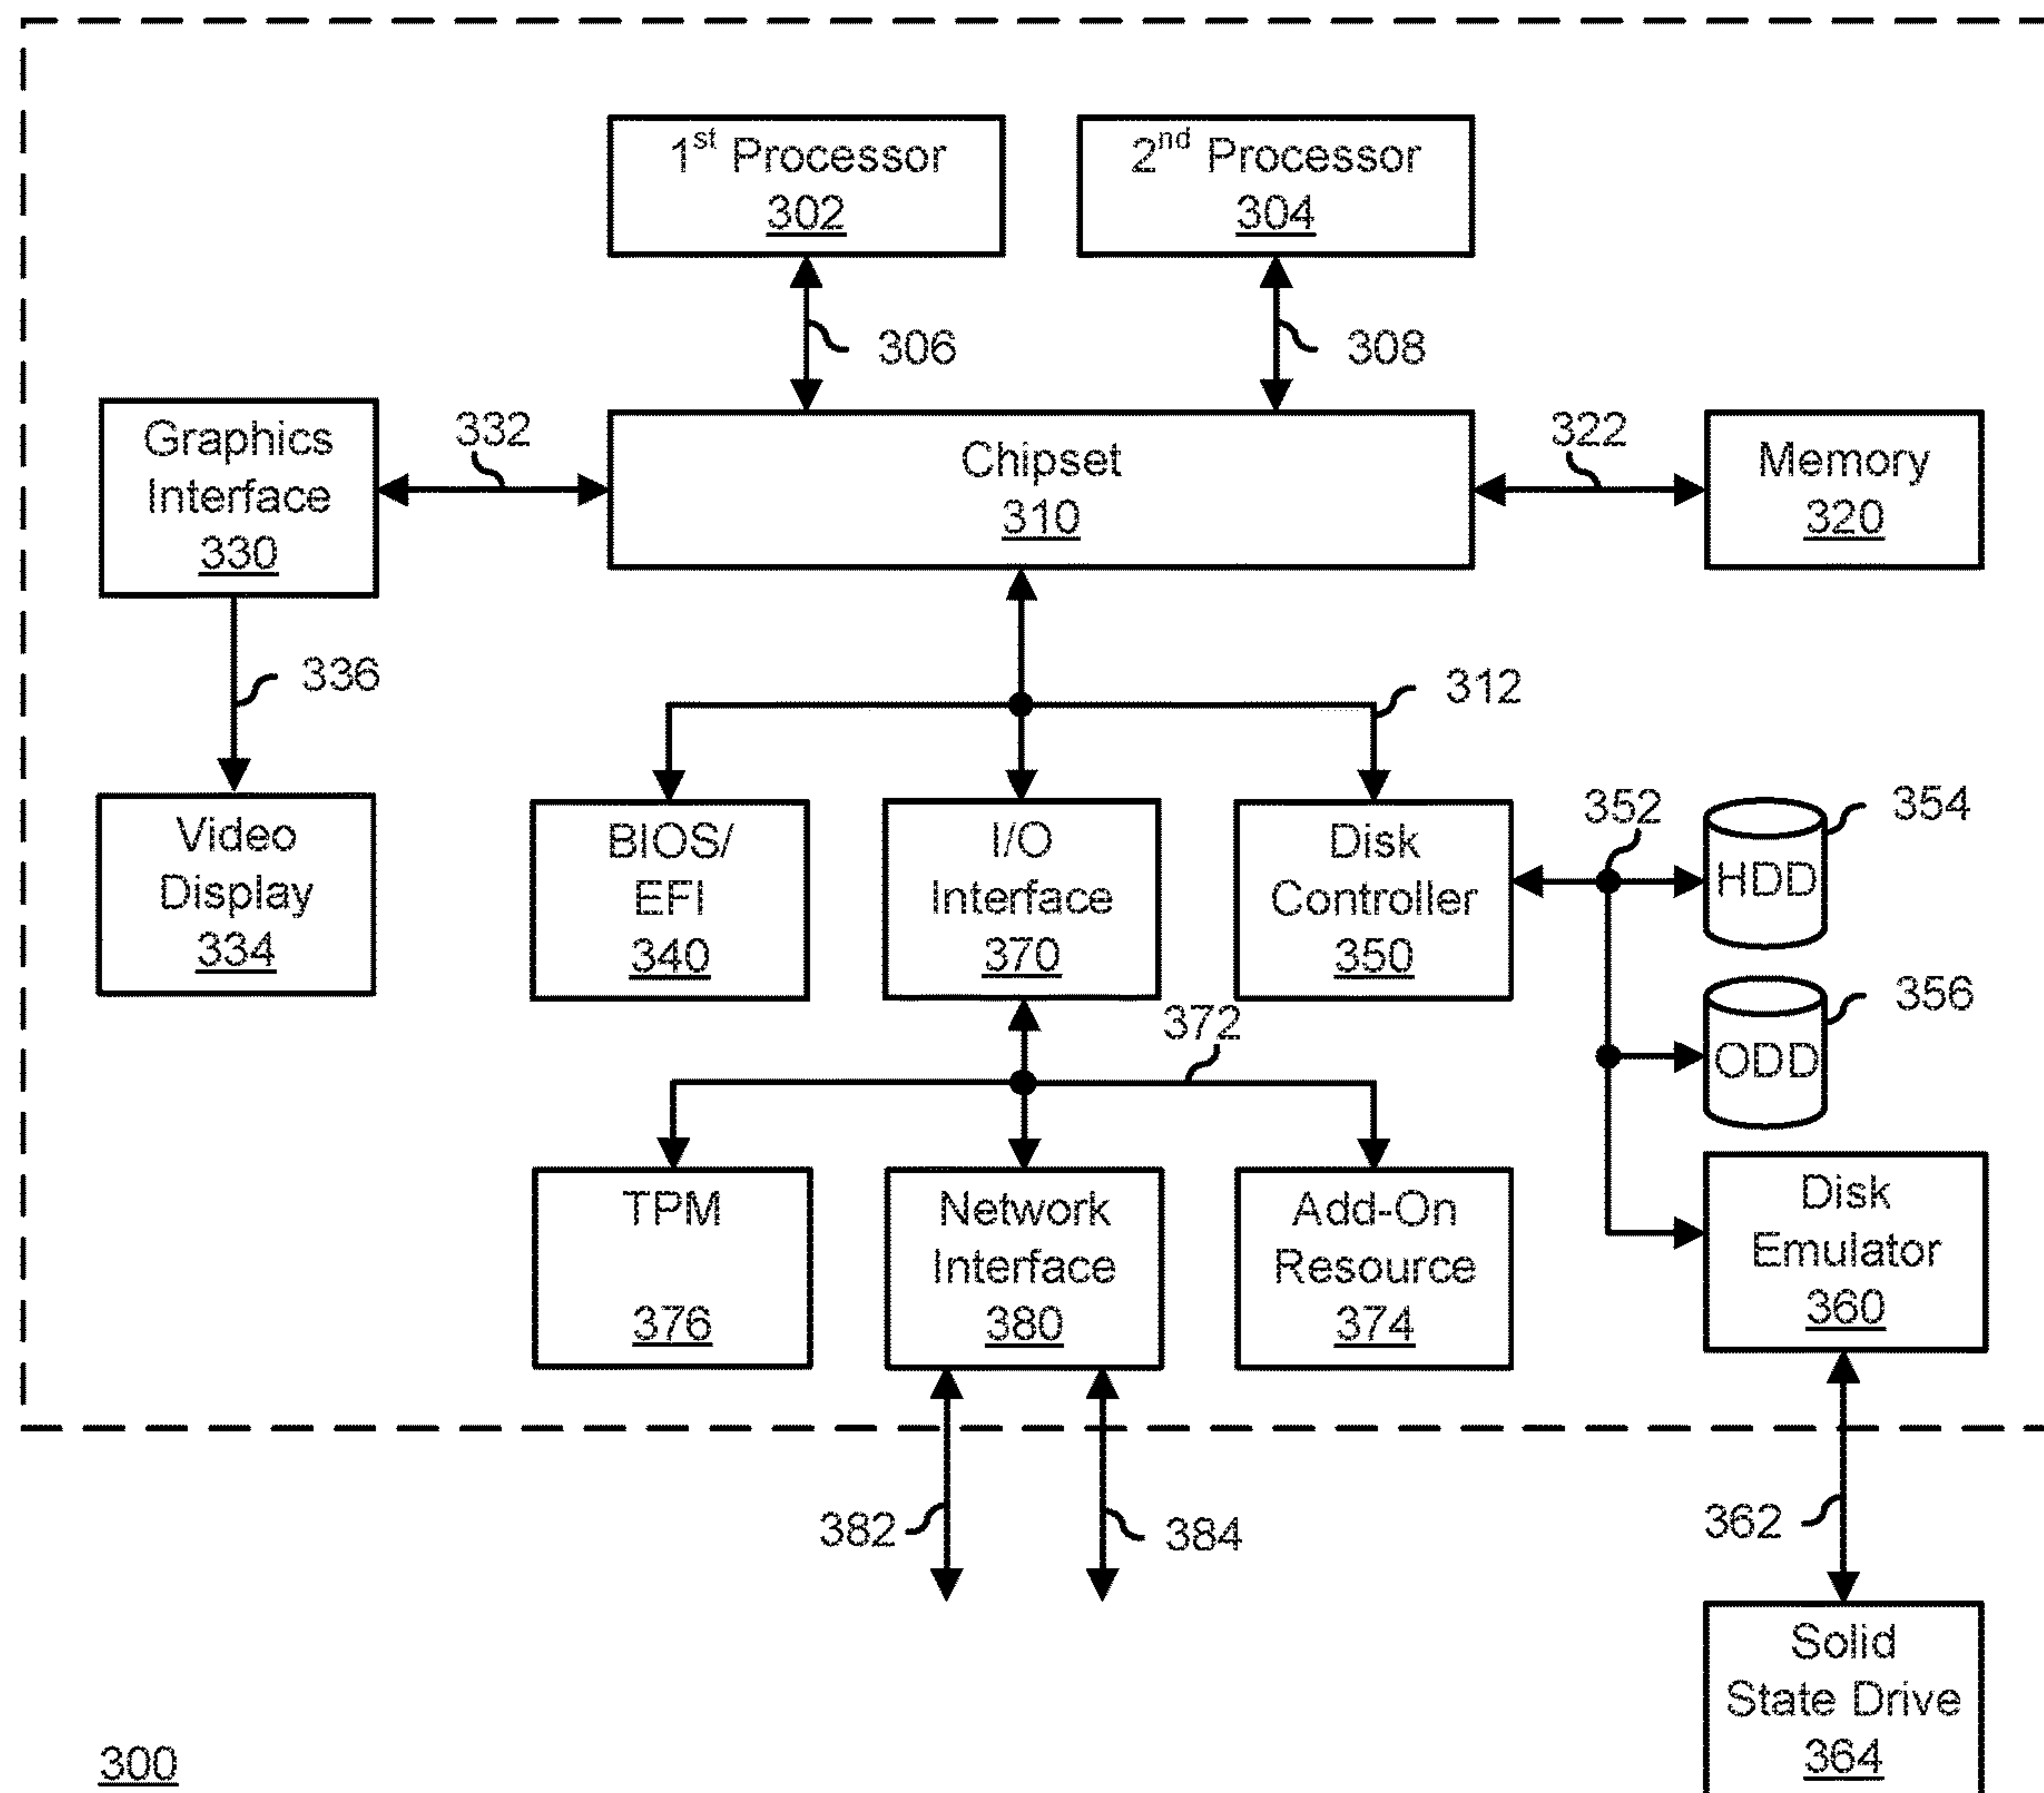 1st Processor
302
2nd Processor
304
306
308
Graphics
Interface
330
332
Chipset
310
322
Memory
320
336
312
Video
Display
334
BIOS/
EFI
340
I/O
Interface
370
Disk
Controller
350
352
HDD
354
ODD
356
372
TPM
376
Network
Interface
380
Add-On
Resource
374
Disk
Emulator
360
382
384
362
Solid
State Drive
364
300